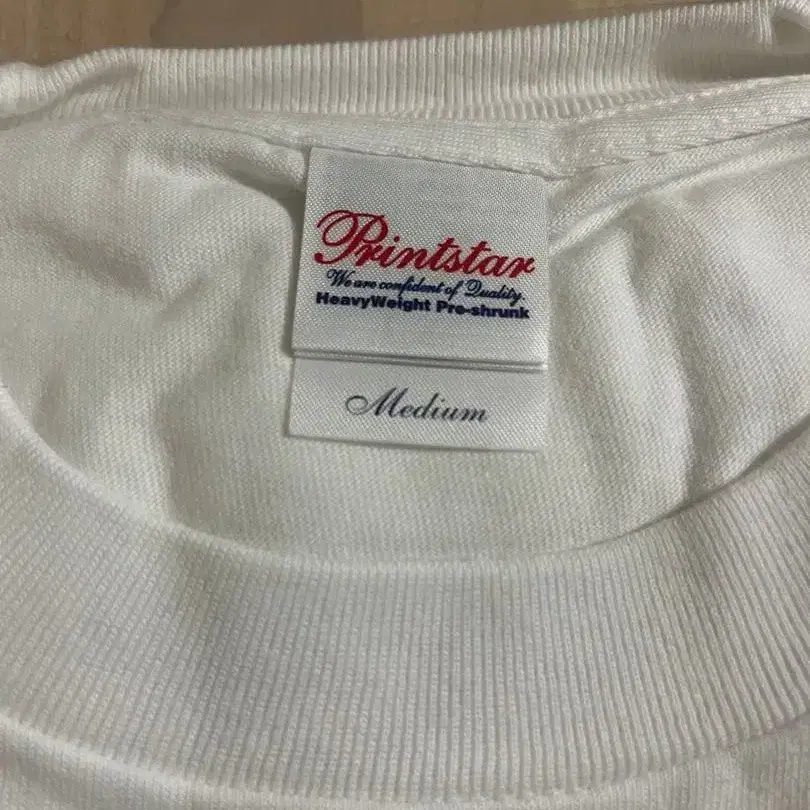 Printstar
We are confident of Quality.
HeavyWeight Pre-shrunk
Medium